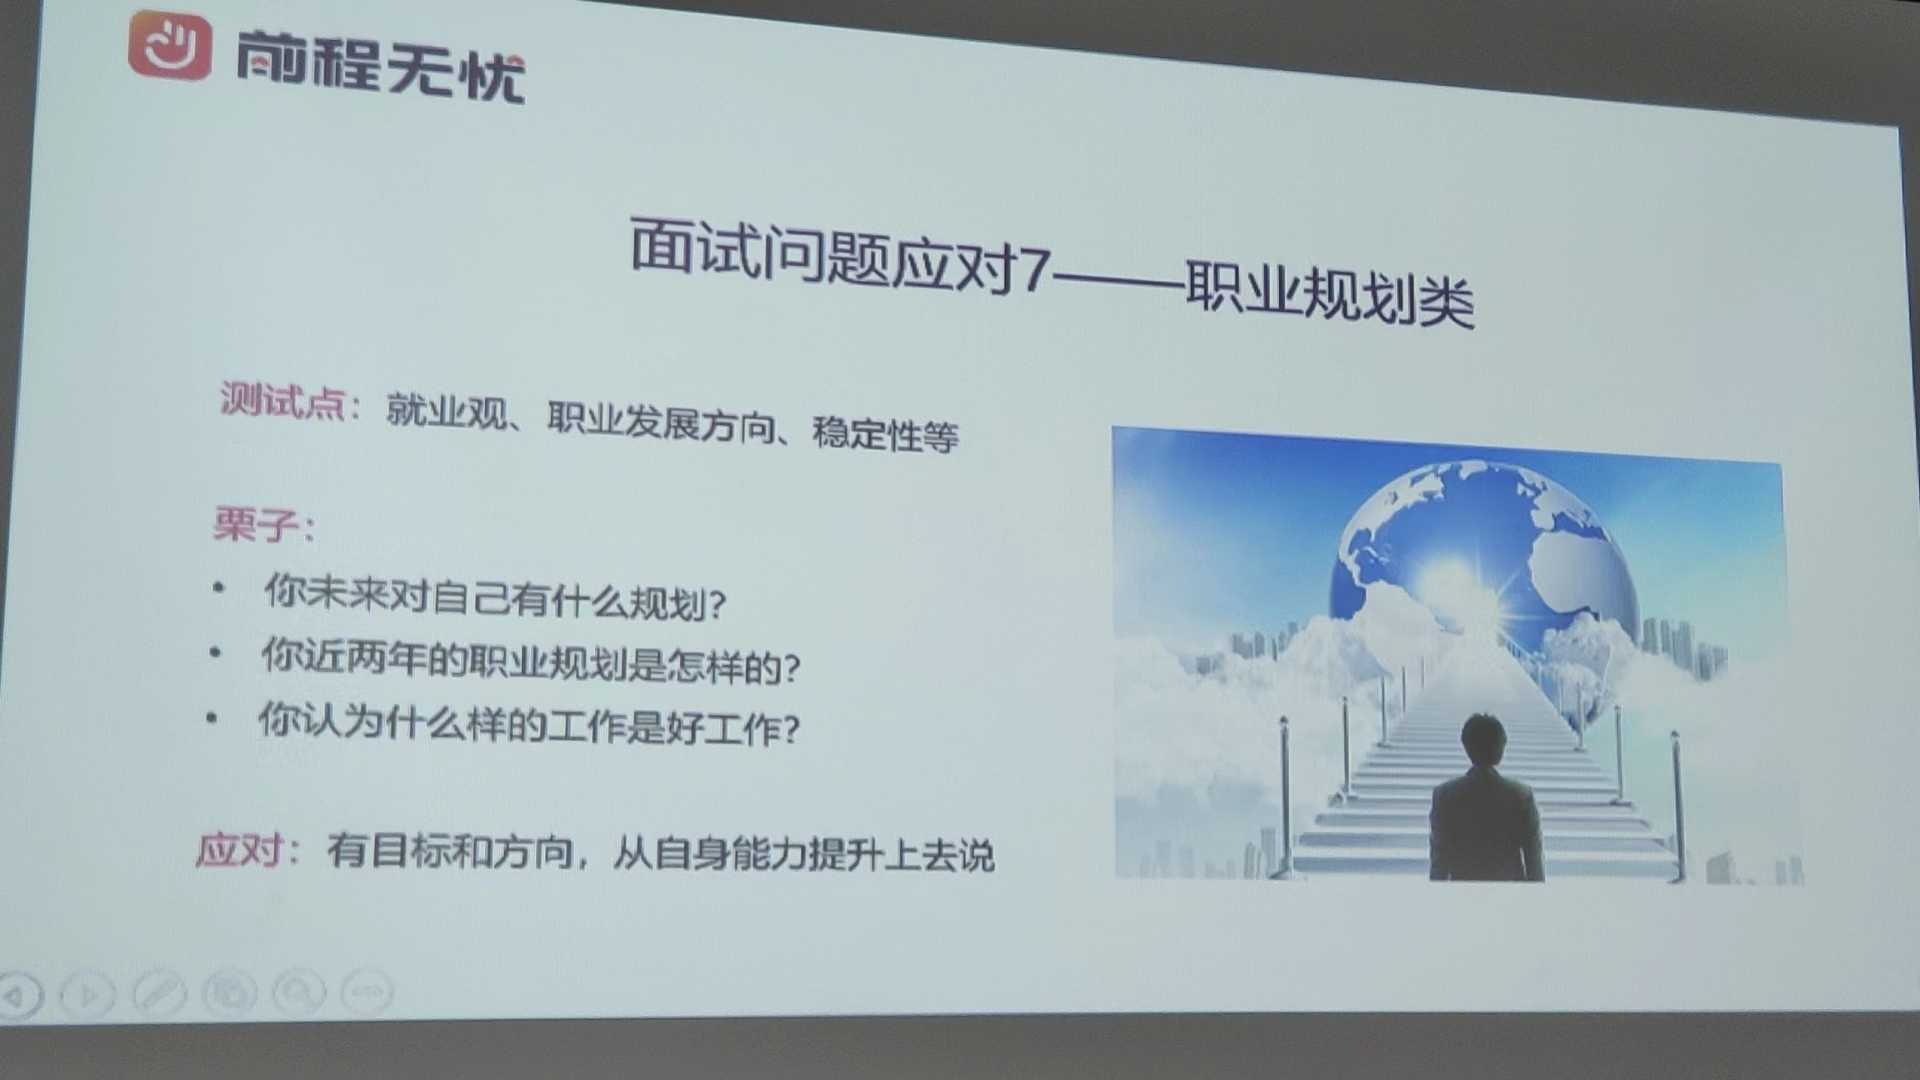 前程无忧
面试问题应对7——职业规划类
测试点：就业观、职业发展方向、稳定性等
栗子：
• 你未来对自己有什么规划？
• 你近两年的职业规划是怎样的？
• 你认为什么样的工作是好工作？
应对：有目标和方向，从自身能力提升上去说